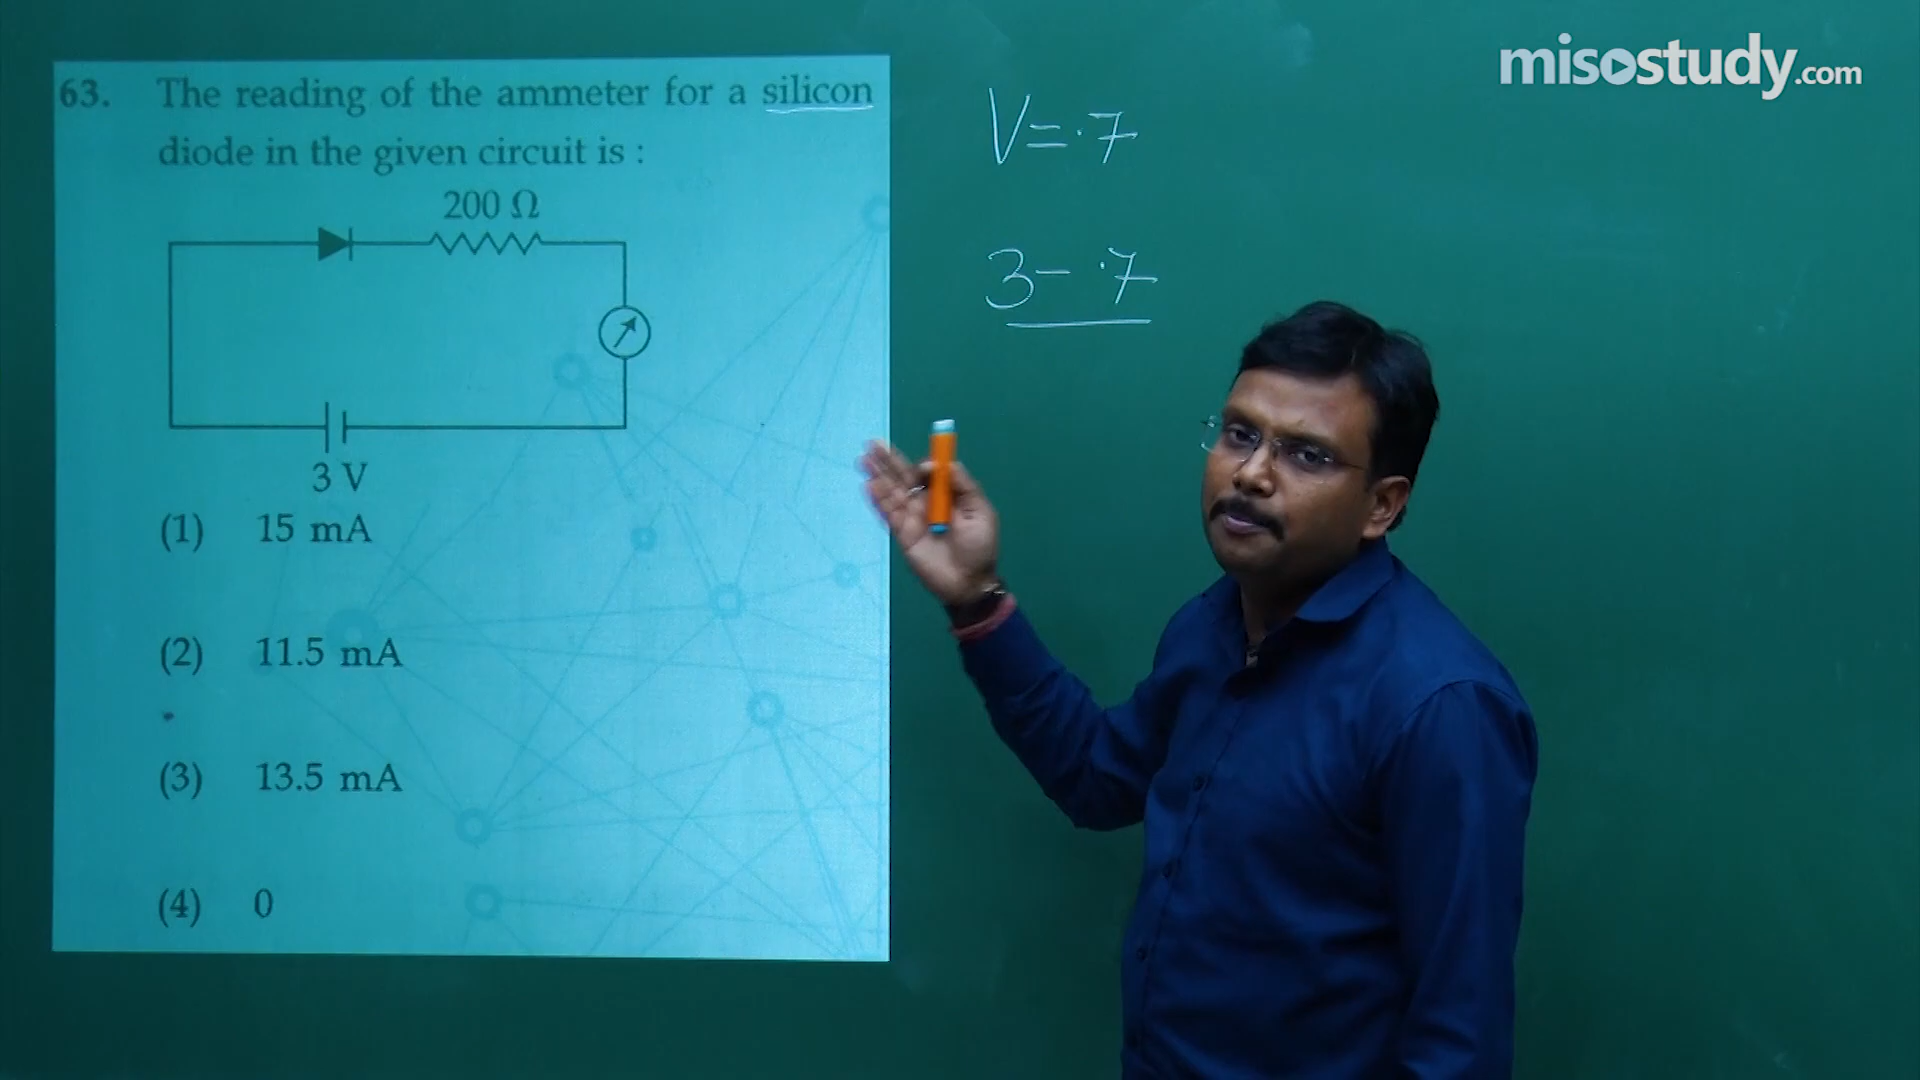 63. The reading of the ammeter for a silicon
diode in the given circuit is :
200 Ω
3 V
(1) 15 mA
(2) 11.5 mA
(3) 13.5 mA
(4) 0
V=.7
3- .7
misostudy.com